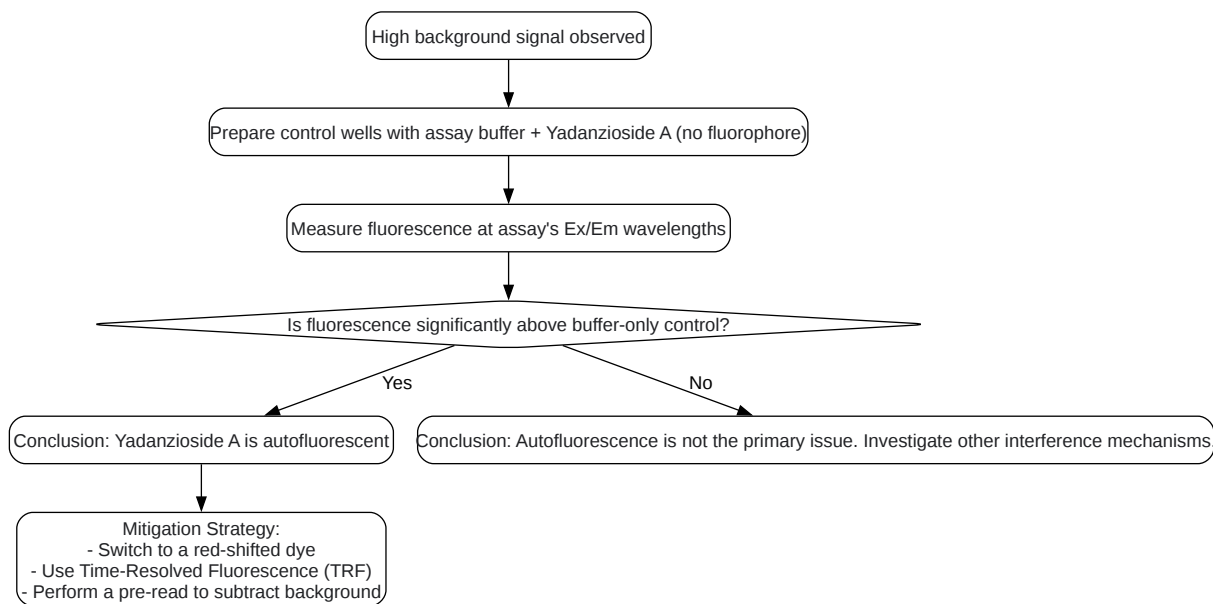 High background signal observed
Prepare control wells with assay buffer + Yadanzioside A (no fluorophore)
Measure fluorescence at assay's Ex/Em wavelengths
Is fluorescence significantly above buffer-only control?
Yes
No
Conclusion: Yadanzioside A is autofluorescent
Conclusion: Autofluorescence is not the primary issue. Investigate other interference mechanisms.
Mitigation Strategy:
- Switch to a red-shifted dye
- Use Time-Resolved Fluorescence (TRF)
- Perform a pre-read to subtract background